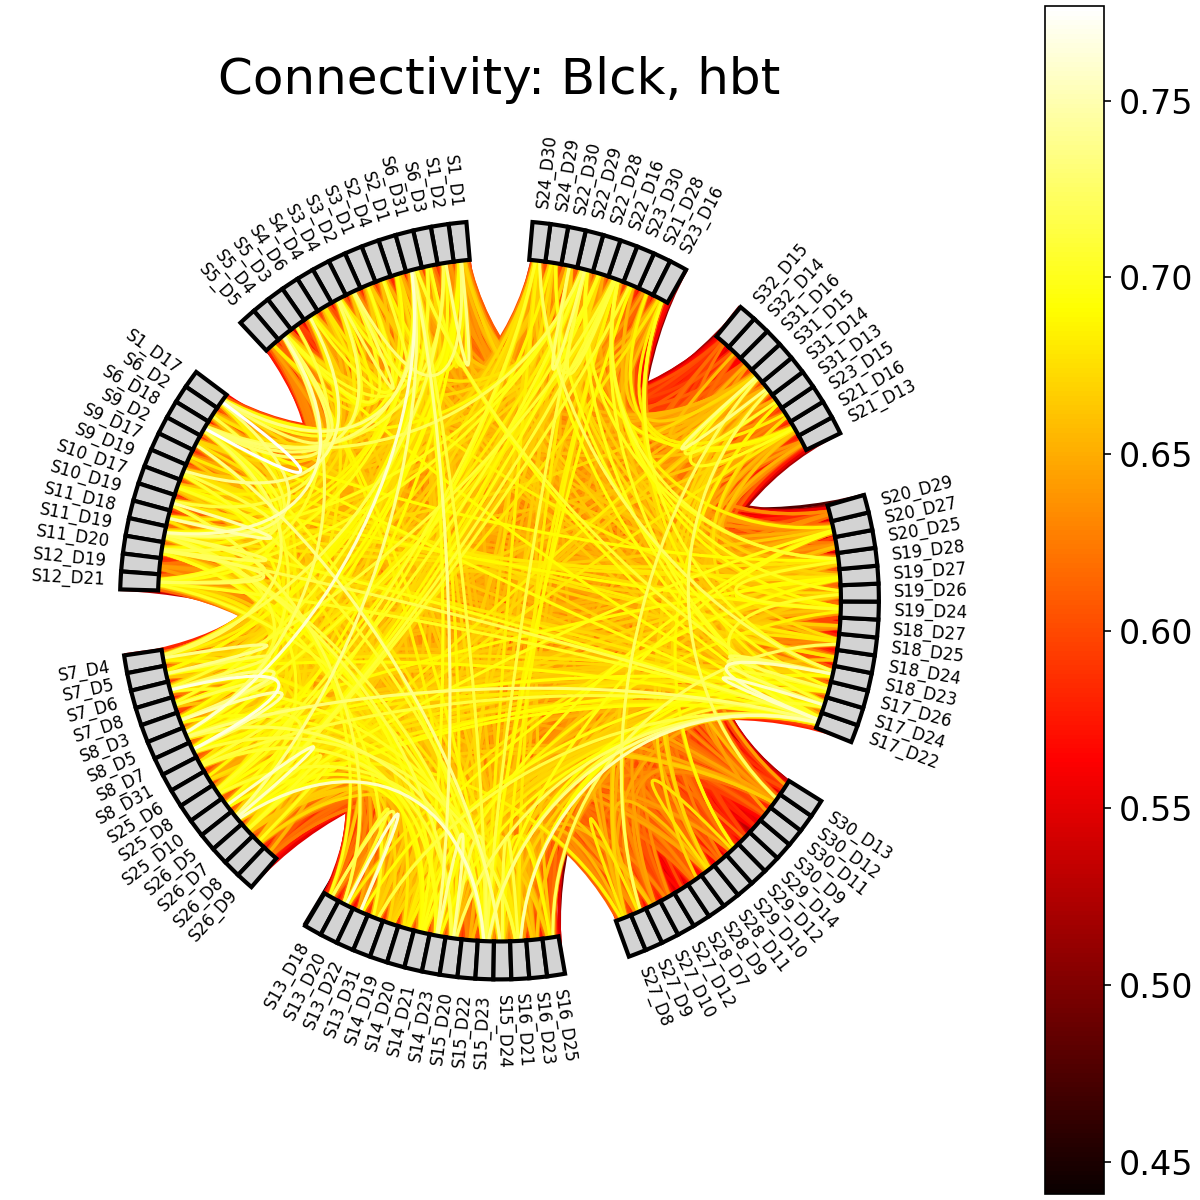 Connectivity: Blck, hbt
S1_D1
S1_D2
S6_D3
S6_D31
S2_D1
S2_D4
S3_D1
S3_D2
S3_D4
S4_D4
S4_D6
S5_D3
S5_D4
S5_D5
S1_D17
S6_D2
S6_D18
S9_D2
S9_D17
S9_D19
S10_D17
S10_D19
S11_D18
S11_D19
S11_D20
S12_D19
S12_D21
S7_D4
S7_D5
S7_D6
S7_D8
S8_D3
S8_D5
S8_D7
S8_D31
S25_D6
S25_D8
S25_D10
S26_D5
S26_D7
S26_D8
S26_D9
S13_D18
S13_D20
S13_D22
S13_D31
S14_D19
S14_D20
S14_D21
S14_D23
S15_D20
S15_D22
S15_D23
S15_D24
S16_D21
S16_D23
S16_D25
S27_D8
S27_D9
S27_D10
S27_D12
S28_D7
S28_D9
S28_D11
S29_D10
S29_D12
S29_D14
S30_D9
S30_D11
S30_D12
S30_D13
S17_D22
S17_D24
S17_D26
S18_D23
S18_D24
S18_D25
S18_D27
S19_D24
S19_D26
S19_D27
S19_D28
S20_D25
S20_D27
S20_D29
S21_D13
S21_D16
S23_D15
S31_D13
S31_D14
S31_D15
S31_D16
S32_D14
S32_D15
S23_D16
S21_D28
S23_D30
S22_D16
S22_D28
S22_D29
S22_D30
S24_D29
S24_D30
0.75
0.70
0.65
0.60
0.55
0.50
0.45